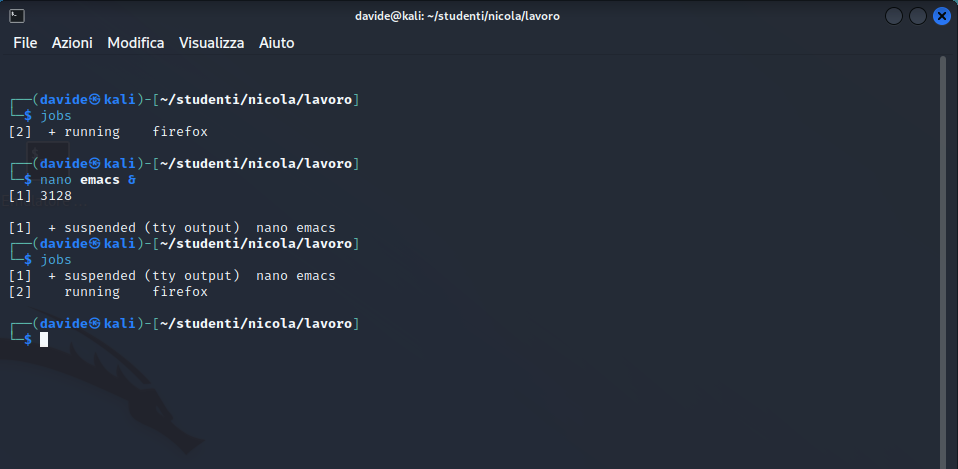 davide@kali: ~/studenti/nicola/lavoro
File Azioni Modifica Visualizza Aiuto
┌──(davide㉿kali)-[~/studenti/nicola/lavoro]
└─$ jobs
[2]  + running    firefox
┌──(davide㉿kali)-[~/studenti/nicola/lavoro]
└─$ nano emacs &
[1] 3128
[1]  + suspended (tty output)  nano emacs
┌──(davide㉿kali)-[~/studenti/nicola/lavoro]
└─$ jobs
[1]  + suspended (tty output)  nano emacs
[2]    running    firefox
┌──(davide㉿kali)-[~/studenti/nicola/lavoro]
└─$